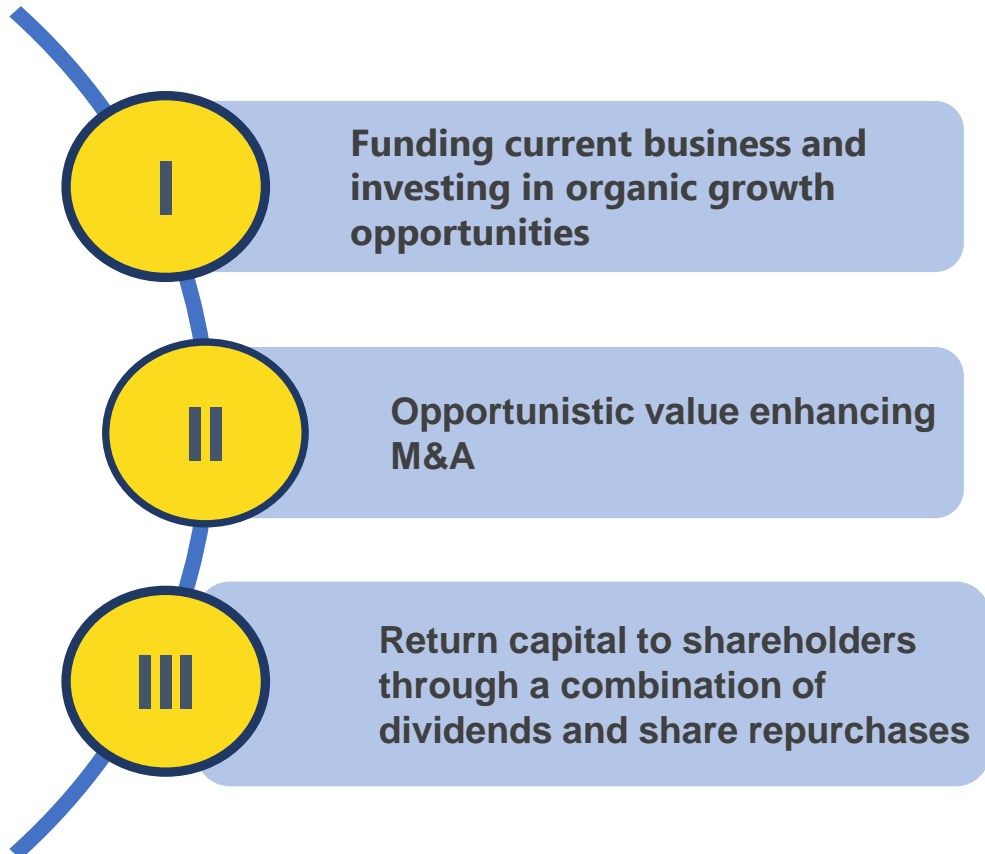 I
Funding current business and
investing in organic growth
opportunities
II
Opportunistic value enhancing
M&A
III
Return capital to shareholders
through a combination of
dividends and share repurchases